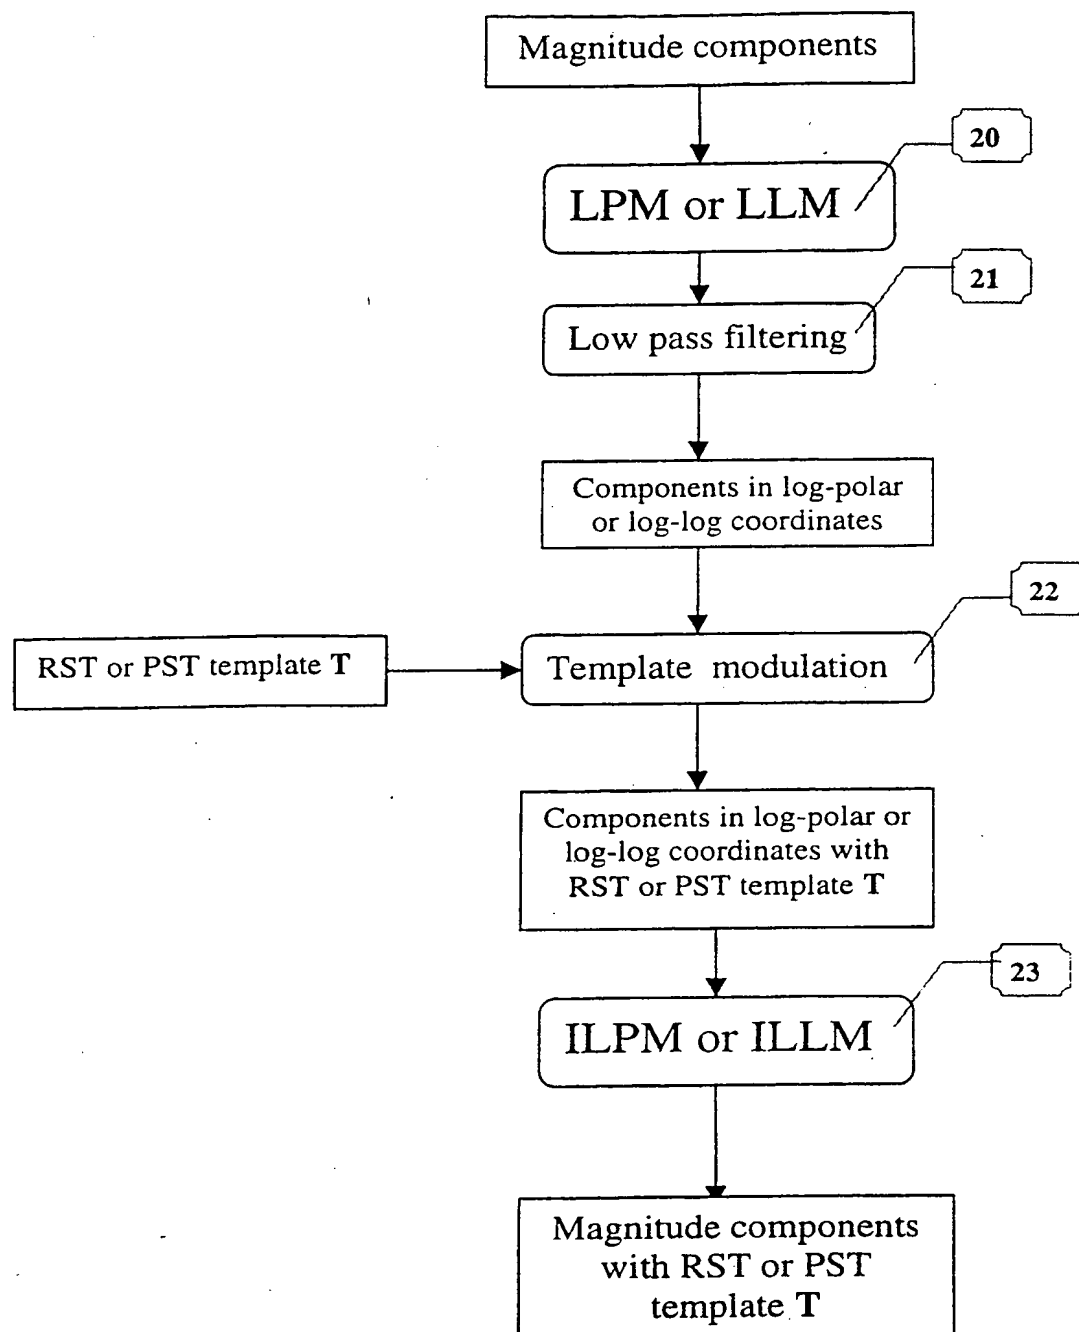 Magnitude components
20
LPM or LLM
21
Low pass filtering
Components in log-polar
or log-log coordinates
22
RST or PST template T
Template modulation
Components in log-polar or
log-log coordinates with
RST or PST template T
23
ILPM or ILLM
Magnitude components
with RST or PST
template T